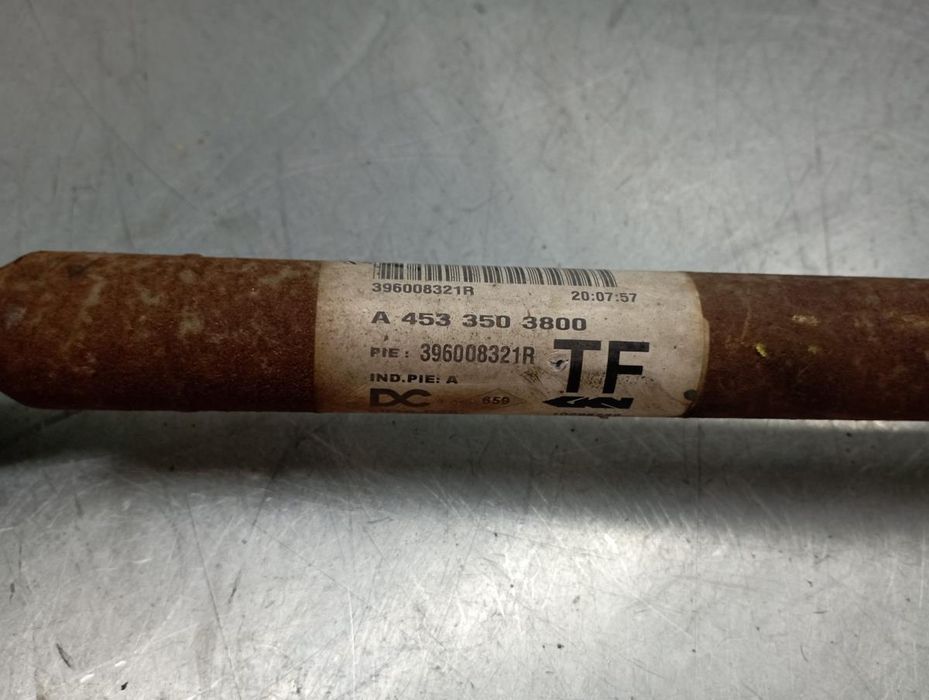 396008321R 20:07:57
A 453 350 3800
PIE: 396008321R TF
IND.PIE: A
DC 659